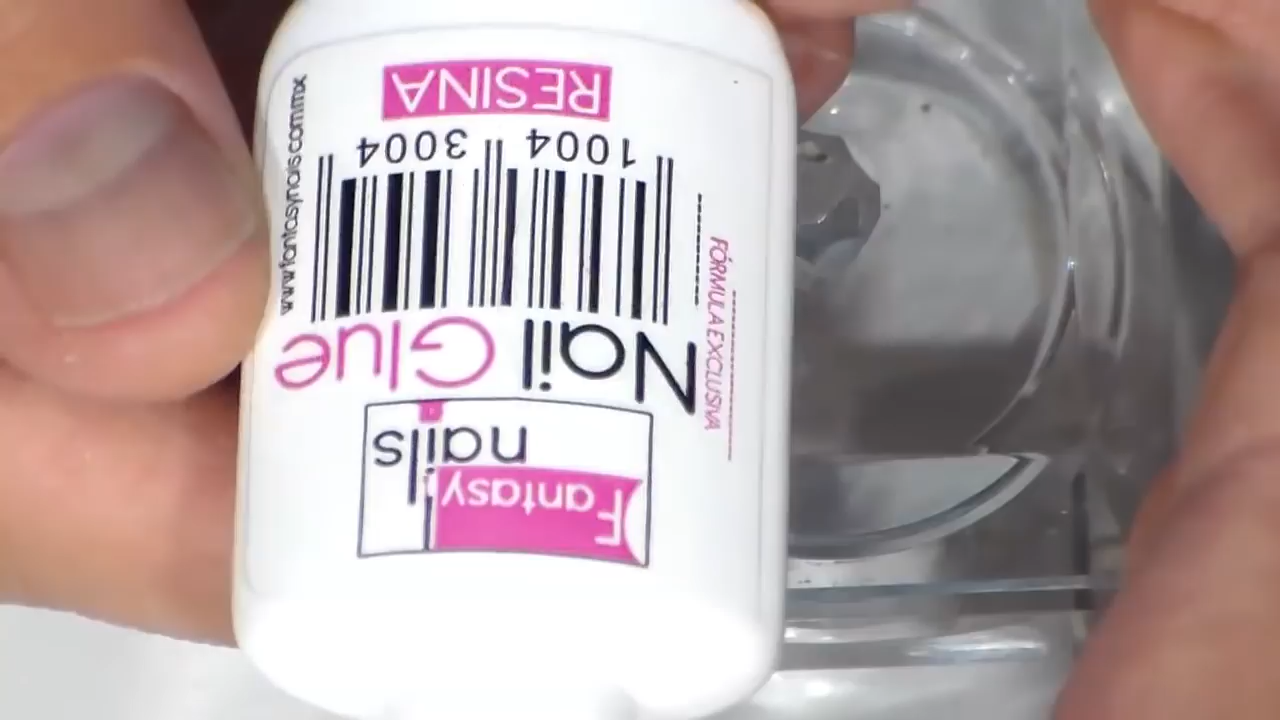 Fantasy
nails
Nail Glue
FÓRMULA EXCLUSIVA
1004 3004
RESINA
www.fantasynails.com.mx